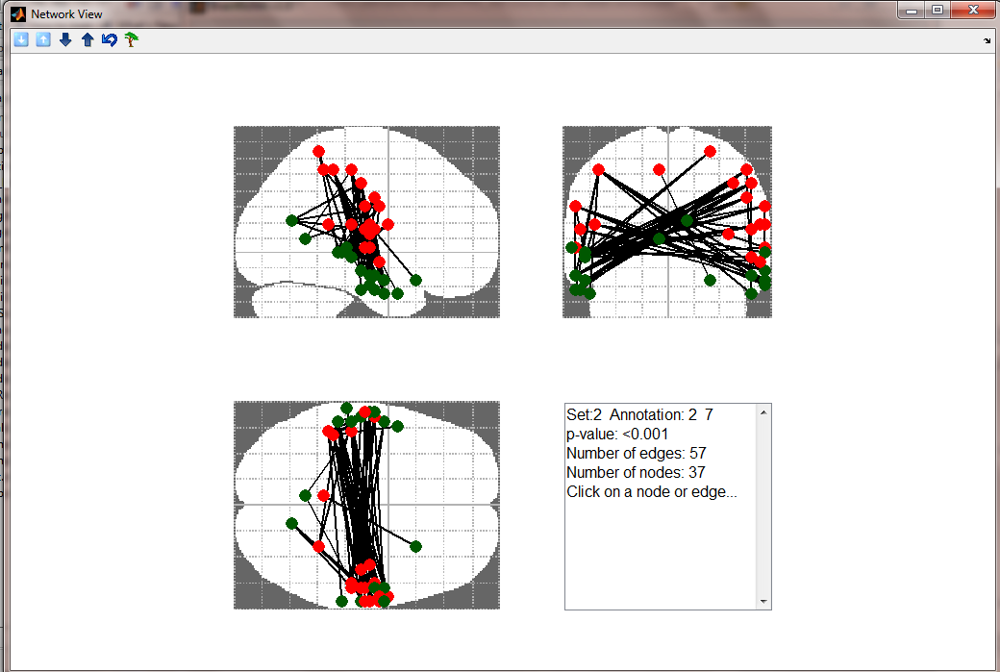 Network View
Set:2 Annotation: 2 7
p-value: <0.001
Number of edges: 57
Number of nodes: 37
Click on a node or edge...